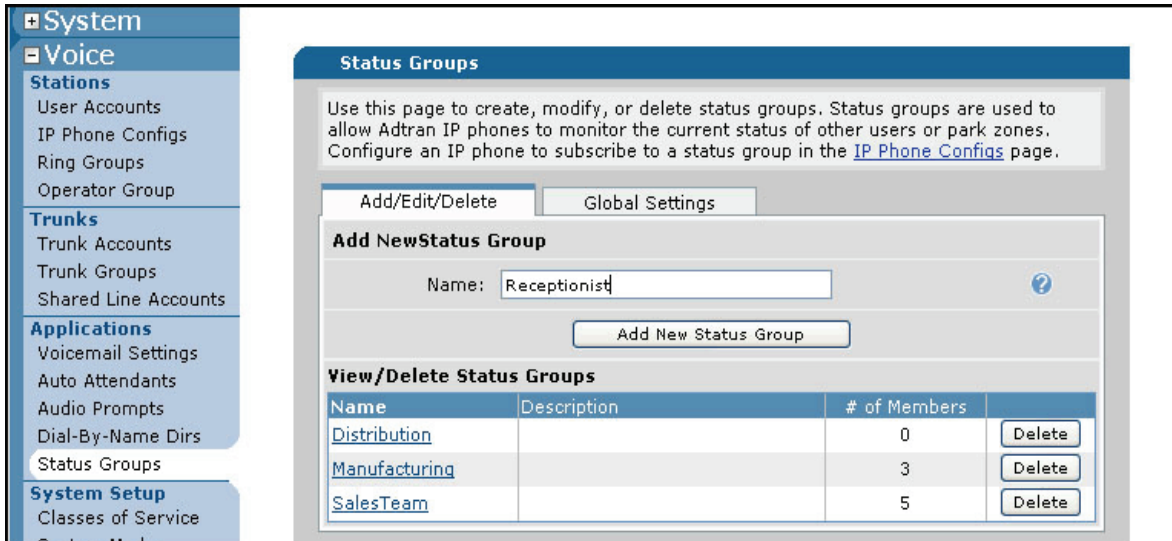 System
Voice
Stations
User Accounts
IP Phone Configs
Ring Groups
Operator Group
Trunks
Trunk Accounts
Trunk Groups
Shared Line Accounts
Applications
Voicemail Settings
Auto Attendants
Audio Prompts
Dial-By-Name Dirs
Status Groups
System Setup
Classes of Service
Status Groups
Use this page to create, modify, or delete status groups. Status groups are used to
allow Adtran IP phones to monitor the current status of other users or park zones.
Configure an IP phone to subscribe to a status group in the IP Phone Configs page.
Add/Edit/Delete Global Settings
Add NewStatus Group
Name: Receptionist ?
Add New Status Group
View/Delete Status Groups
Name Description # of Members
Distribution 0 Delete
Manufacturing 3 Delete
SalesTeam 5 Delete